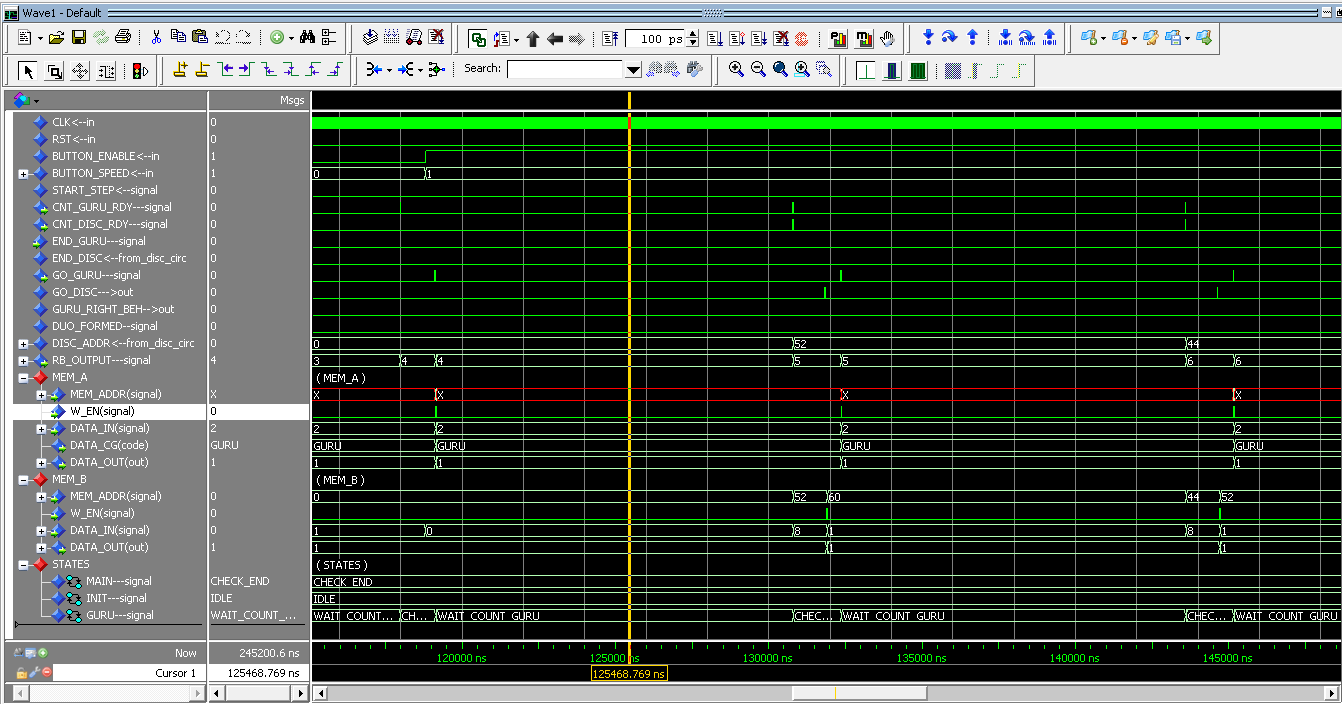 Wave1 - Default
100 ps
Search:
Msgs
CLK<--in 0
RST<--in 0
BUTTON_ENABLE<--in 1
BUTTON_SPEED<--in 1 0 1
START_STEP<--signal 0
CNT_GURU_RDY---signal 0
CNT_DISC_RDY---signal 0
END_GURU---signal 0
END_DISC<--from_disc_circ 0
GO_GURU---signal 0
GO_DISC--->out 0
GURU_RIGHT_BEH-->out 0
DUO_FORMED--signal 0
DISC_ADDR<--from_disc_circ 0 0 52 44
RB_OUTPUT---signal 4 3 4 4 5 5 6 6
MEM_A ( MEM_A )
MEM_ADDR(signal) X X X X X
W_EN(signal) 0
DATA_IN(signal) 2 2 2 2 2
DATA_CG(code) GURU GURU GURU GURU GURU
DATA_OUT(out) 1 1 1 1 1
MEM_B ( MEM_B )
MEM_ADDR(signal) 0 0 52 60 44 52
W_EN(signal) 0
DATA_IN(signal) 0 1 0 8 1 8 1
DATA_OUT(out) 1 1 1 1
STATES ( STATES )
MAIN---signal CHECK_END CHECK_END
INIT---signal IDLE IDLE
GURU---signal WAIT_COUNT_... WAIT_COUNT... CH... WAIT_COUNT_GURU CHEC... WAIT_COUNT_GURU CHEC... WAIT_COUNT_GURU
Now 245200.6 ns 120000 ns 125000 ns 130000 ns 135000 ns 140000 ns 145000 ns
Cursor 1 125468.769 ns 125468.769 ns